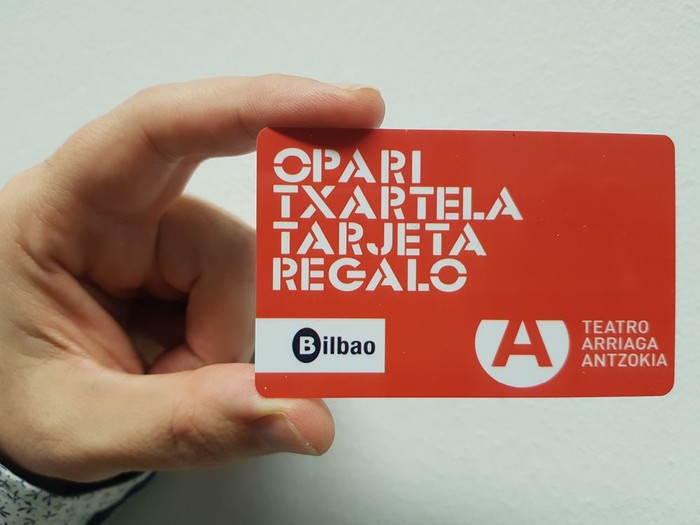 OPARI
TXARTELA
TARJETA
REGALO
Bilbao
A
TEATRO
ARRIAGA
ANTZOKIA